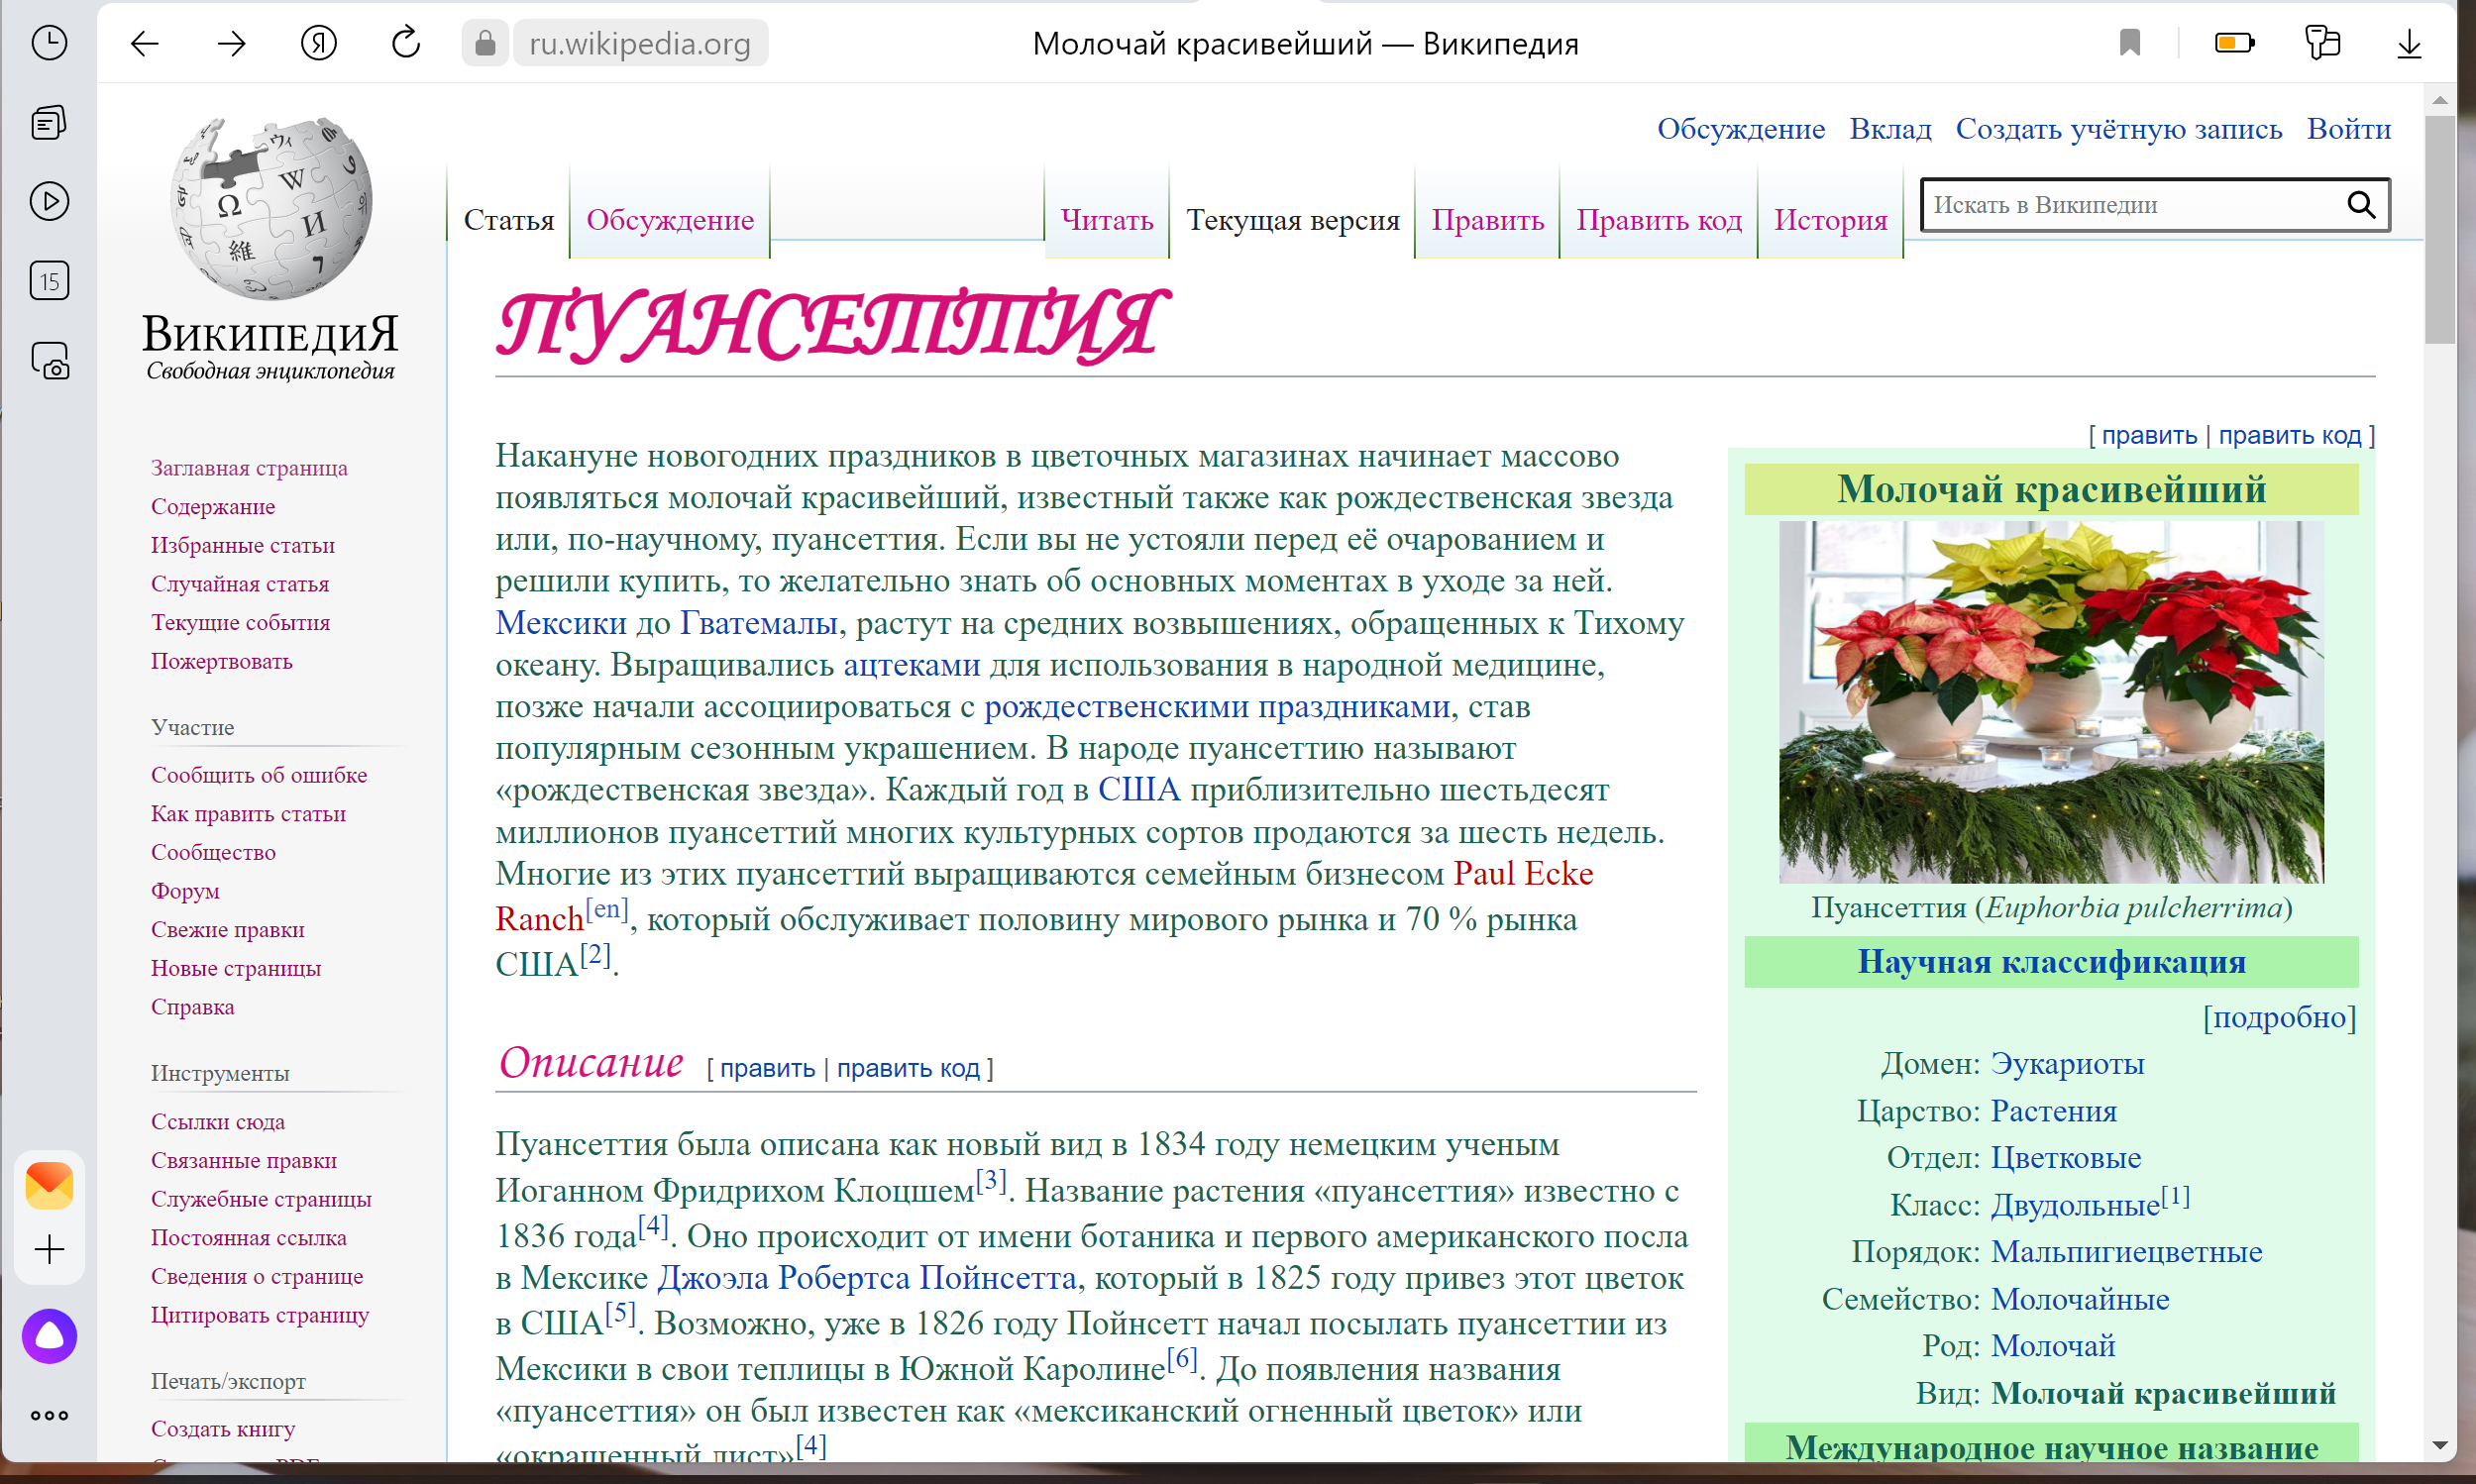 ru.wikipedia.org
Молочай красивейший — Википедия
15
Ω W И 維 ר
ВикипедиЯ
Свободная энциклопедия
Обсуждение Вклад Создать учётную запись Войти
Статья Обсуждение Читать Текущая версия Править Править код История
Искать в Википедии
Заглавная страница
Содержание
Избранные статьи
Случайная статья
Текущие события
Пожертвовать
Участие
Сообщить об ошибке
Как править статьи
Сообщество
Форум
Свежие правки
Новые страницы
Справка
Инструменты
Ссылки сюда
Связанные правки
Служебные страницы
Постоянная ссылка
Сведения о странице
Цитировать страницу
Печать/экспорт
Создать книгу
ПУАНСЕТТИЯ
Накануне новогодних праздников в цветочных магазинах начинает массово
появляться молочай красивейший, известный также как рождественская звезда
или, по-научному, пуансеттия. Если вы не устояли перед её очарованием и
решили купить, то желательно знать об основных моментах в уходе за ней.
Мексики до Гватемалы, растут на средних возвышениях, обращенных к Тихому
океану. Выращивались ацтеками для использования в народной медицине,
позже начали ассоциироваться с рождественскими праздниками, став
популярным сезонным украшением. В народе пуансеттию называют
«рождественская звезда». Каждый год в США приблизительно шестьдесят
миллионов пуансеттий многих культурных сортов продаются за шесть недель.
Многие из этих пуансеттий выращиваются семейным бизнесом Paul Ecke
Ranch[en], который обслуживает половину мирового рынка и 70 % рынка
США[2].
Описание [ править | править код ]
Пуансеттия была описана как новый вид в 1834 году немецким ученым
Иоганном Фридрихом Клоцшем[3]. Название растения «пуансеттия» известно с
1836 года[4]. Оно происходит от имени ботаника и первого американского посла
в Мексике Джоэла Робертса Пойнсетта, который в 1825 году привез этот цветок
в США[5]. Возможно, уже в 1826 году Пойнсетт начал посылать пуансеттии из
Мексики в свои теплицы в Южной Каролине[6]. До появления названия
«пуансеттия» он был известен как «мексиканский огненный цветок» или
«окрашенный лист»[4]
[ править | править код ]
Молочай красивейший
Пуансеттия (Euphorbia pulcherrima)
Научная классификация
[подробно]
Домен: Эукариоты
Царство: Растения
Отдел: Цветковые
Класс: Двудольные[1]
Порядок: Мальпигиецветные
Семейство: Молочайные
Род: Молочай
Вид: Молочай красивейший
Международное научное название